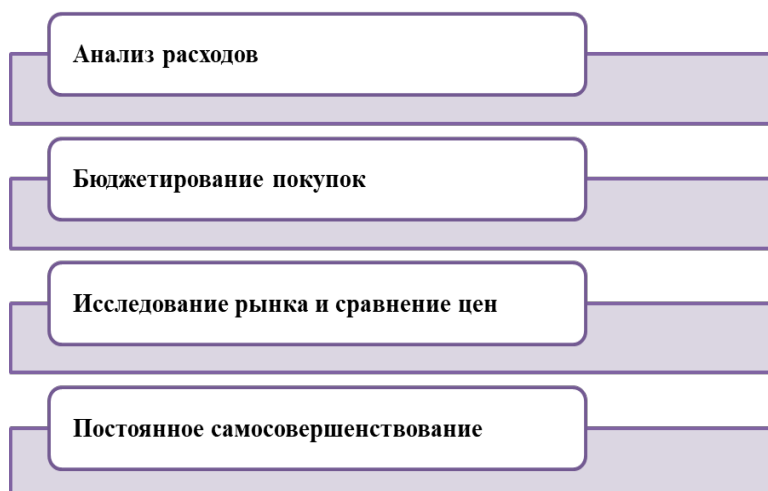 Анализ расходов
Бюджетирование покупок
Исследование рынка и сравнение цен
Постоянное самосовершенствование